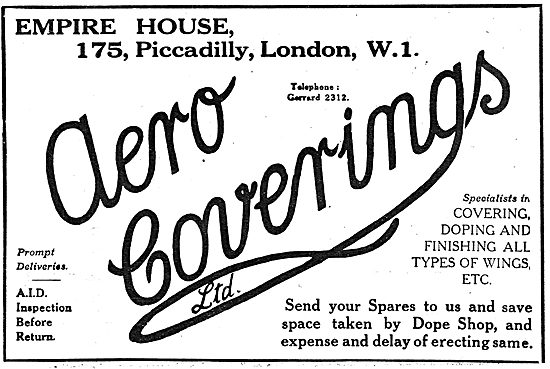 EMPIRE HOUSE,
175, Piccadilly, London, W.1.
Telephone :
Gerrard 2312.
Aero
Coverings
Ltd.
Specialists in
COVERING,
DOPING AND
FINISHING ALL
TYPES OF WINGS,
ETC.
Prompt
Deliveries.
A.I.D.
Inspection
Before
Return.
Send your Spares to us and save
space taken by Dope Shop, and
expense and delay of erecting same.